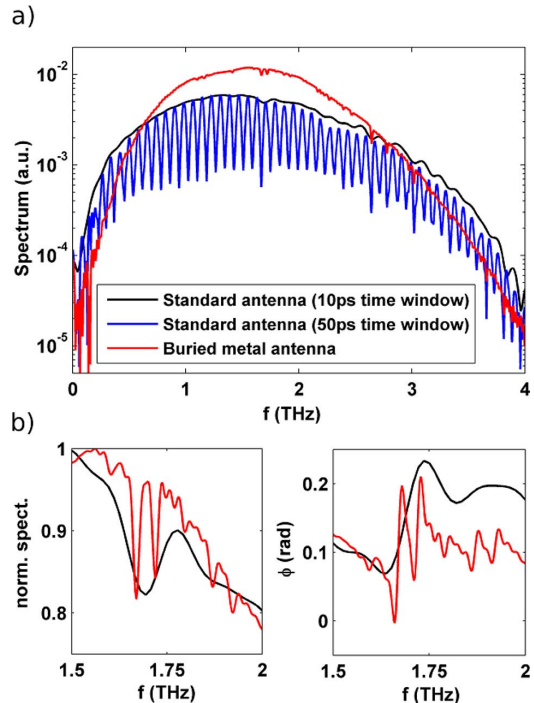 a)
10^-2
10^-3
10^-4
10^-5
Spectrum (a.u.)
Standard antenna (10ps time window)
Standard antenna (50ps time window)
Buried metal antenna
0 1 2 3 4
f (THz)
b)
1
0.9
0.8
norm. spect.
1.5 1.75 2
f (THz)
0.2
0.1
0
ϕ (rad)
1.5 1.75 2
f (THz)